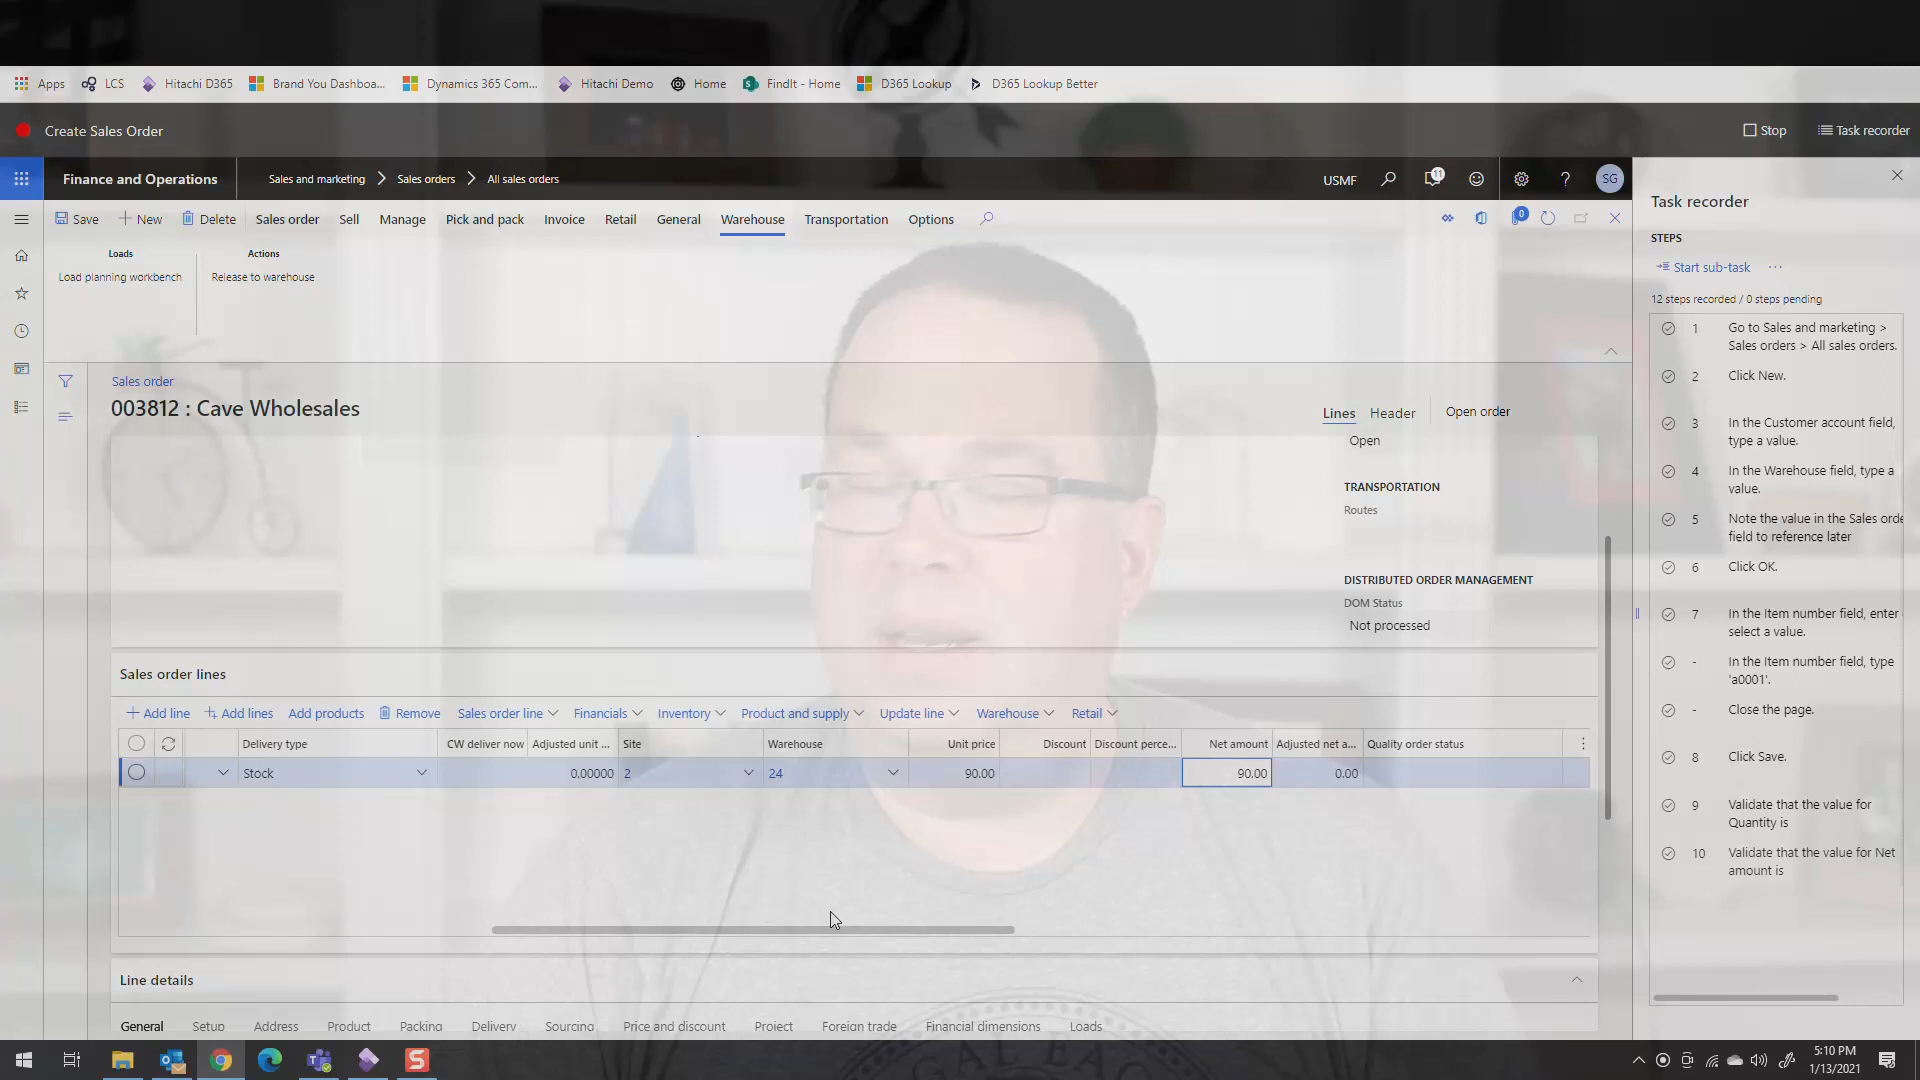 Apps LCS Hitachi D365 Brand You Dashboa... Dynamics 365 Com... Hitachi Demo Home FindIt - Home D365 Lookup D365 Lookup Better
Create Sales Order Stop Task recorder
Finance and Operations Sales and marketing Sales orders All sales orders USMF 11 ? SG
Save New Delete Sales order Sell Manage Pick and pack Invoice Retail General Warehouse Transportation Options 0
Loads Actions
Load planning workbench Release to warehouse
Sales order
003812 : Cave Wholesales
Lines Header Open order
Open
TRANSPORTATION
Routes
DISTRIBUTED ORDER MANAGEMENT
DOM Status
Not processed
Sales order lines
Add line Add lines Add products Remove Sales order line Financials Inventory Product and supply Update line Warehouse Retail
Delivery type CW deliver now Adjusted unit ... Site Warehouse Unit price Discount Discount perce... Net amount Adjusted net a... Quality order status
Stock 0.00000 2 24 90.00 90.00 0.00
Line details
General Setup Address Product Packing Delivery Sourcing Price and discount Project Foreign trade Financial dimensions Loads
Task recorder
STEPS
Start sub-task ...
12 steps recorded / 0 steps pending
1 Go to Sales and marketing >
Sales orders > All sales orders.
2 Click New.
3 In the Customer account field,
type a value.
4 In the Warehouse field, type a
value.
5 Note the value in the Sales orde
field to reference later
6 Click OK.
7 In the Item number field, enter
select a value.
- In the Item number field, type
'a0001'.
- Close the page.
8 Click Save.
9 Validate that the value for
Quantity is
10 Validate that the value for Net
amount is
5:10 PM
1/13/2021